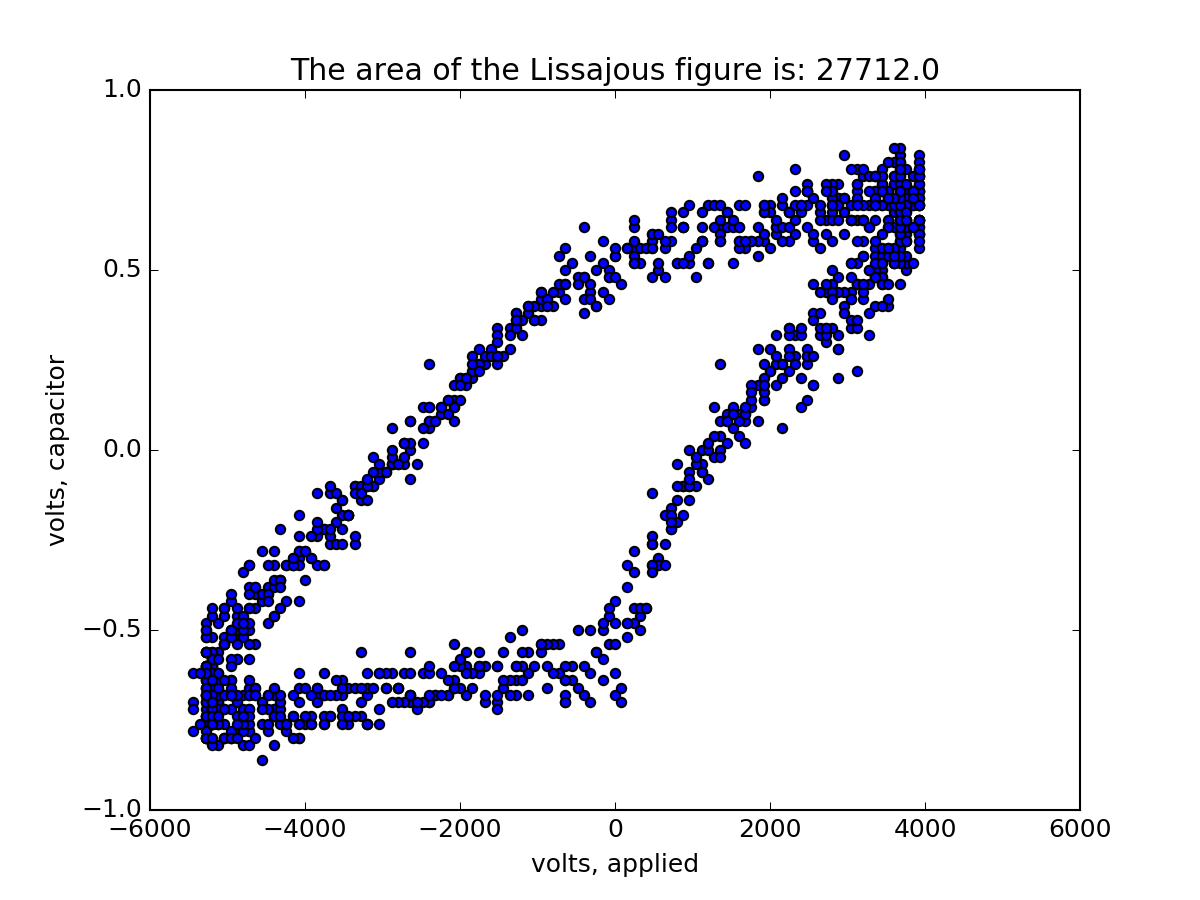 The area of the Lissajous figure is: 27712.0
1.0
0.5
0.0
−0.5
−1.0
volts, capacitor
−6000 −4000 −2000 0 2000 4000 6000
volts, applied